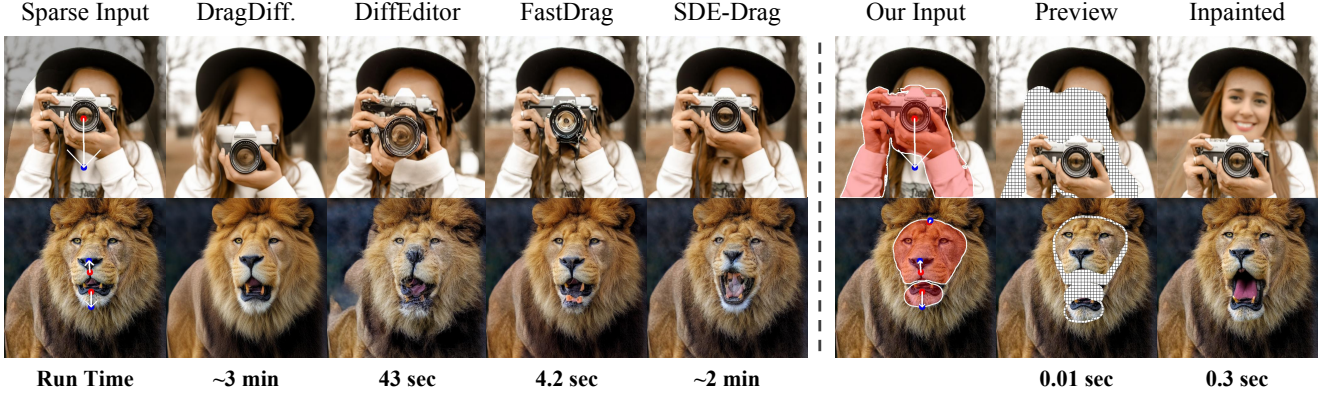 Sparse Input DragDiff. DiffEditor FastDrag SDE-Drag Our Input Preview Inpainted
Run Time ~3 min 43 sec 4.2 sec ~2 min 0.01 sec 0.3 sec